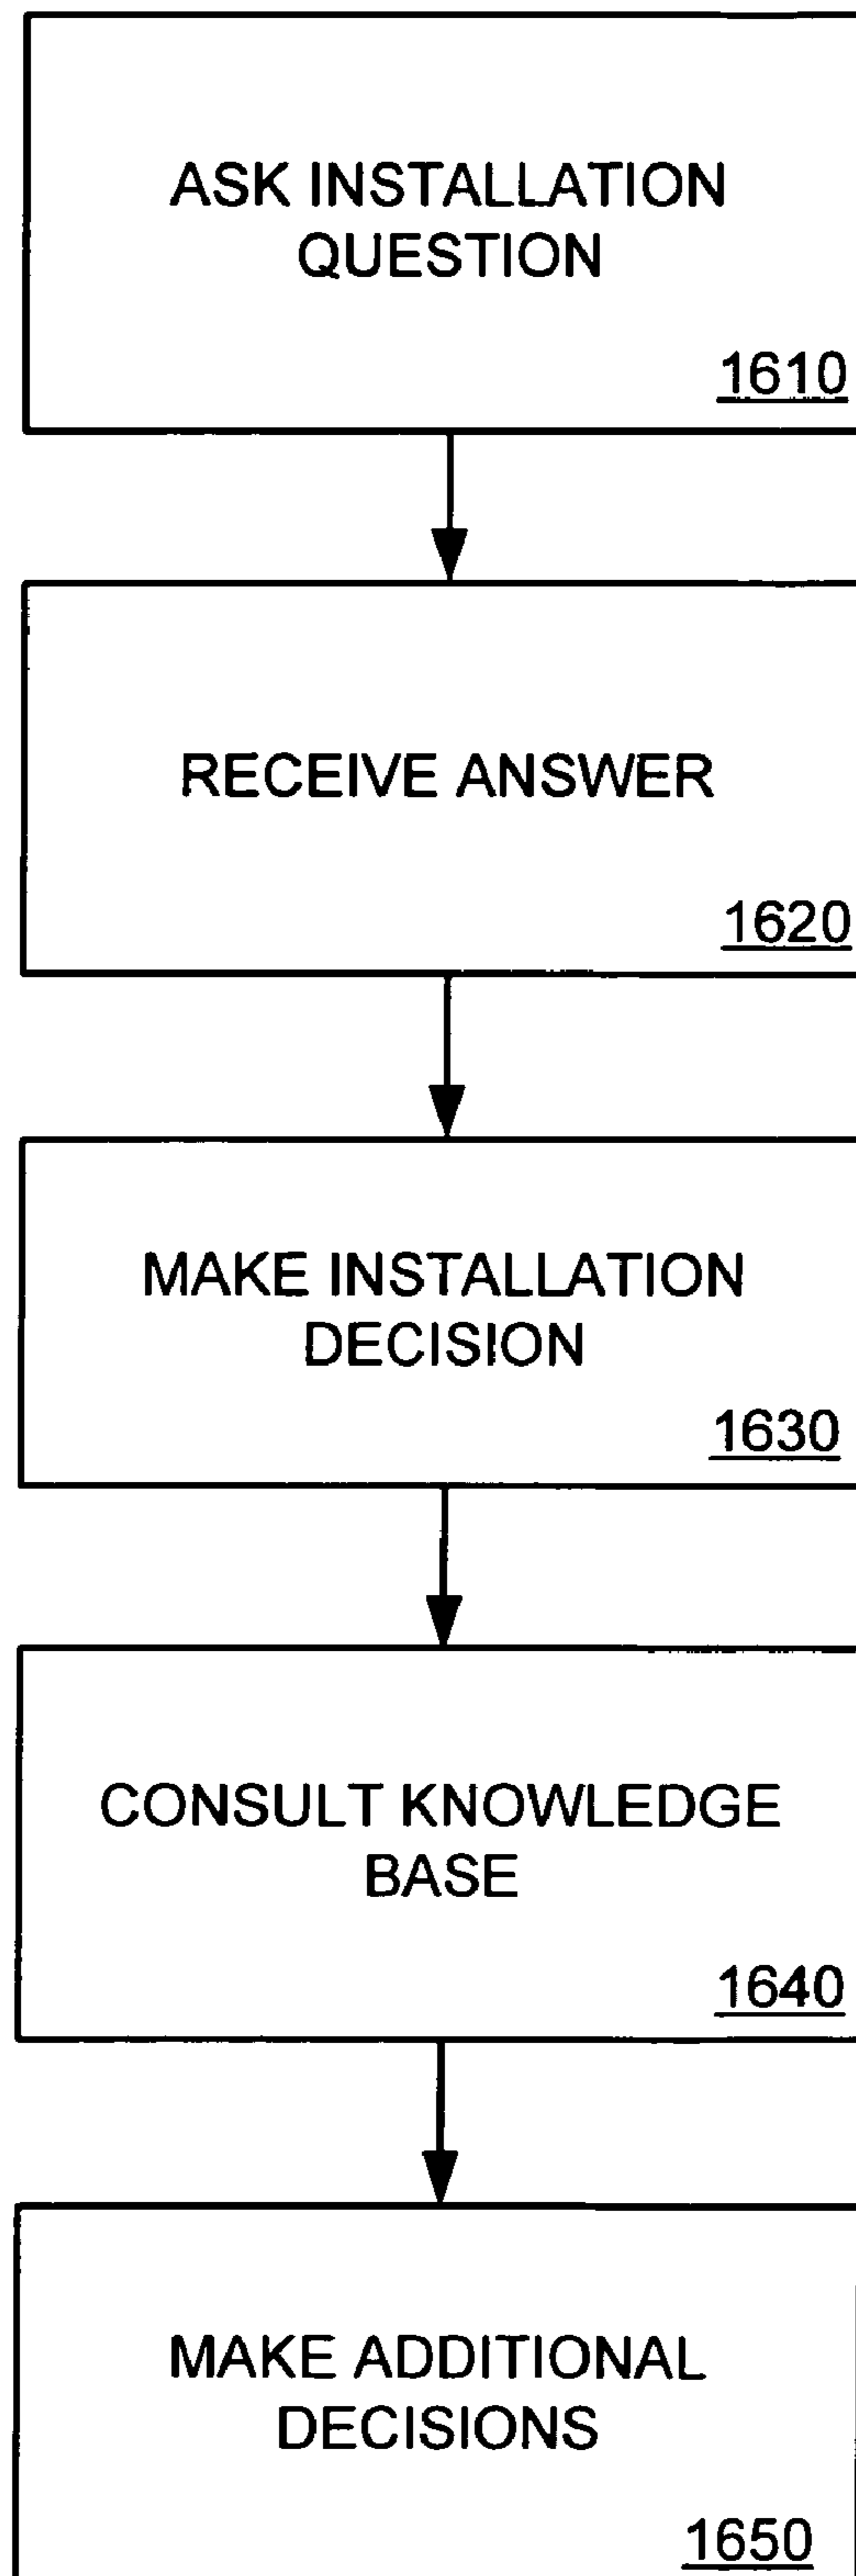 ASK INSTALLATION
QUESTION
1610
RECEIVE ANSWER
1620
MAKE INSTALLATION
DECISION
1630
CONSULT KNOWLEDGE
BASE
1640
MAKE ADDITIONAL
DECISIONS
1650